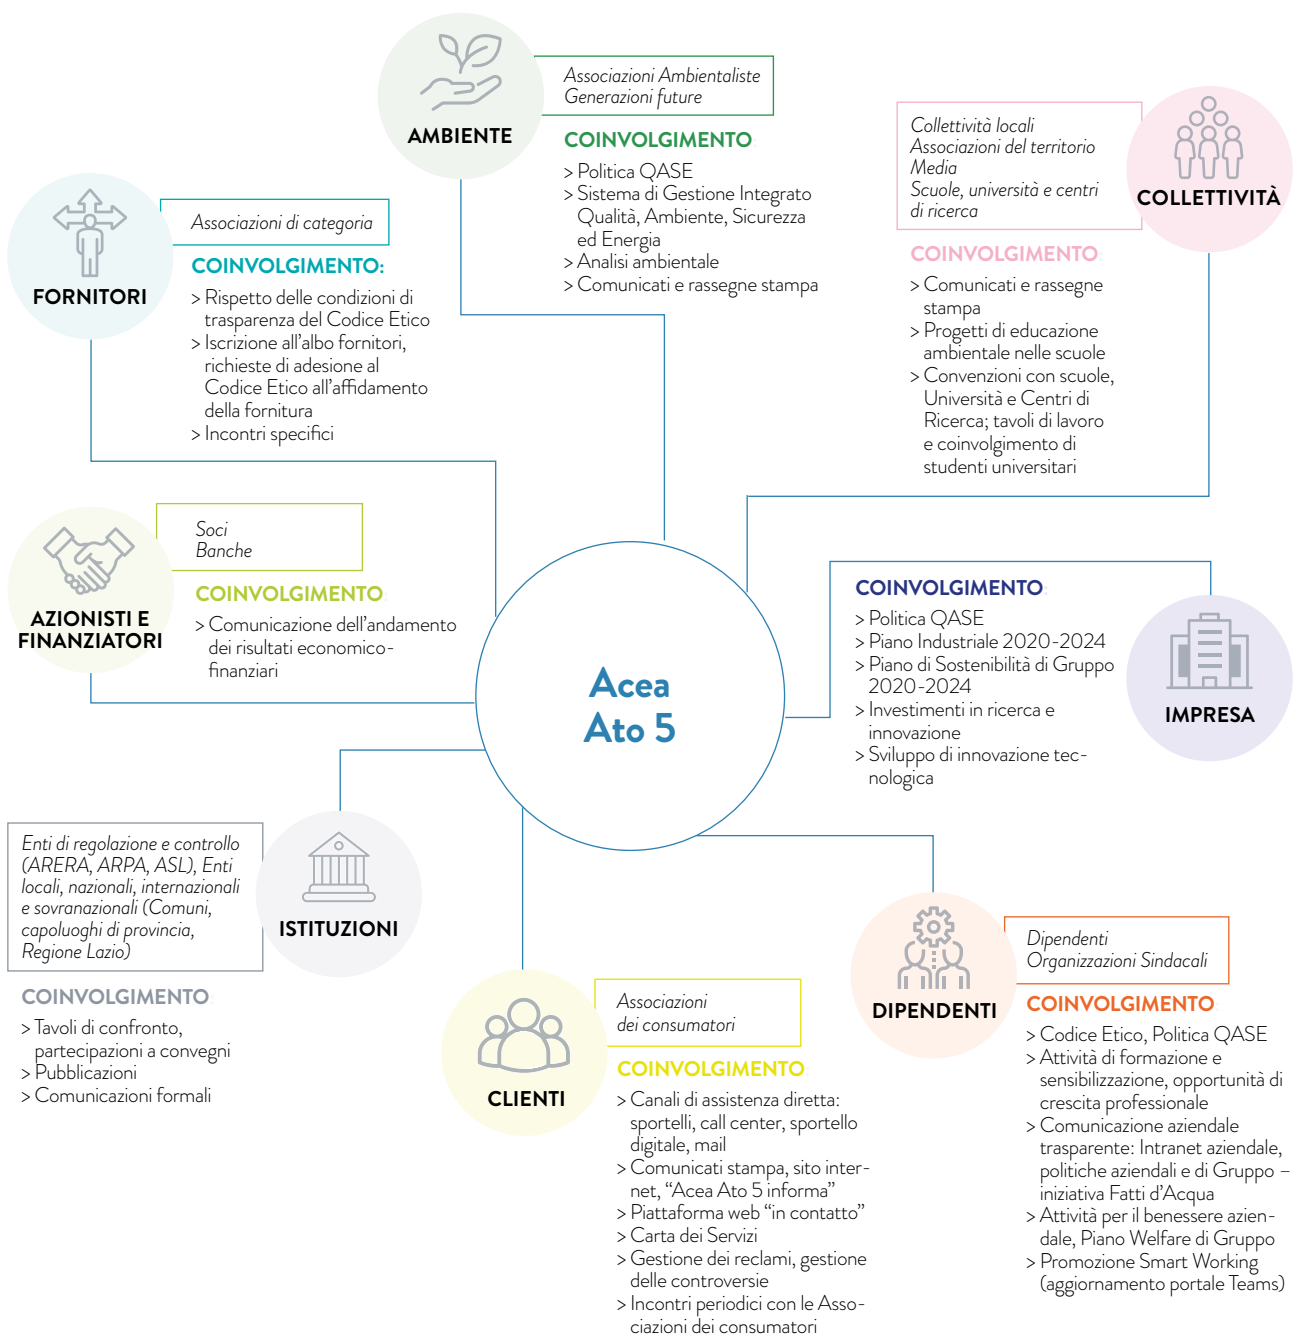 AMBIENTE
Associazioni Ambientaliste
Generazioni future
COINVOLGIMENTO:
> Politica QASE
> Sistema di Gestione Integrato
Qualità, Ambiente, Sicurezza
ed Energia
> Analisi ambientale
> Comunicati e rassegne stampa
COLLETTIVITÀ
Collettività locali
Associazioni del territorio
Media
Scuole, università e centri
di ricerca
COINVOLGIMENTO:
> Comunicati e rassegne
stampa
> Progetti di educazione
ambientale nelle scuole
> Convenzioni con scuole,
Università e Centri di
Ricerca; tavoli di lavoro
e coinvolgimento di
studenti universitari
FORNITORI
Associazioni di categoria
COINVOLGIMENTO:
> Rispetto delle condizioni di
trasparenza del Codice Etico
> Iscrizione all’albo fornitori,
richieste di adesione al
Codice Etico all’affidamento
della fornitura
> Incontri specifici
AZIONISTI E
FINANZIATORI
Soci
Banche
COINVOLGIMENTO:
> Comunicazione dell’andamento
dei risultati economico-
finanziari
Acea
Ato 5
COINVOLGIMENTO:
> Politica QASE
> Piano Industriale 2020-2024
> Piano di Sostenibilità di Gruppo
2020-2024
> Investimenti in ricerca e
innovazione
> Sviluppo di innovazione tec-
nologica
IMPRESA
Enti di regolazione e controllo
(ARERA, ARPA, ASL), Enti
locali, nazionali, internazionali
e sovranazionali (Comuni,
capoluoghi di provincia,
Regione Lazio)
ISTITUZIONI
COINVOLGIMENTO:
> Tavoli di confronto,
partecipazioni a convegni
> Pubblicazioni
> Comunicazioni formali
CLIENTI
Associazioni
dei consumatori
COINVOLGIMENTO:
> Canali di assistenza diretta:
sportelli, call center, sportello
digitale, mail
> Comunicati stampa, sito inter-
net, “Acea Ato 5 informa”
> Piattaforma web “in contatto”
> Carta dei Servizi
> Gestione dei reclami, gestione
delle controversie
> Incontri periodici con le Asso-
ciazioni dei consumatori
DIPENDENTI
Dipendenti
Organizzazioni Sindacali
COINVOLGIMENTO:
> Codice Etico, Politica QASE
> Attività di formazione e
sensibilizzazione, opportunità di
crescita professionale
> Comunicazione aziendale
trasparente: Intranet aziendale,
politiche aziendali e di Gruppo –
iniziativa Fatti d’Acqua
> Attività per il benessere azien-
dale, Piano Welfare di Gruppo
> Promozione Smart Working
(aggiornamento portale Teams)